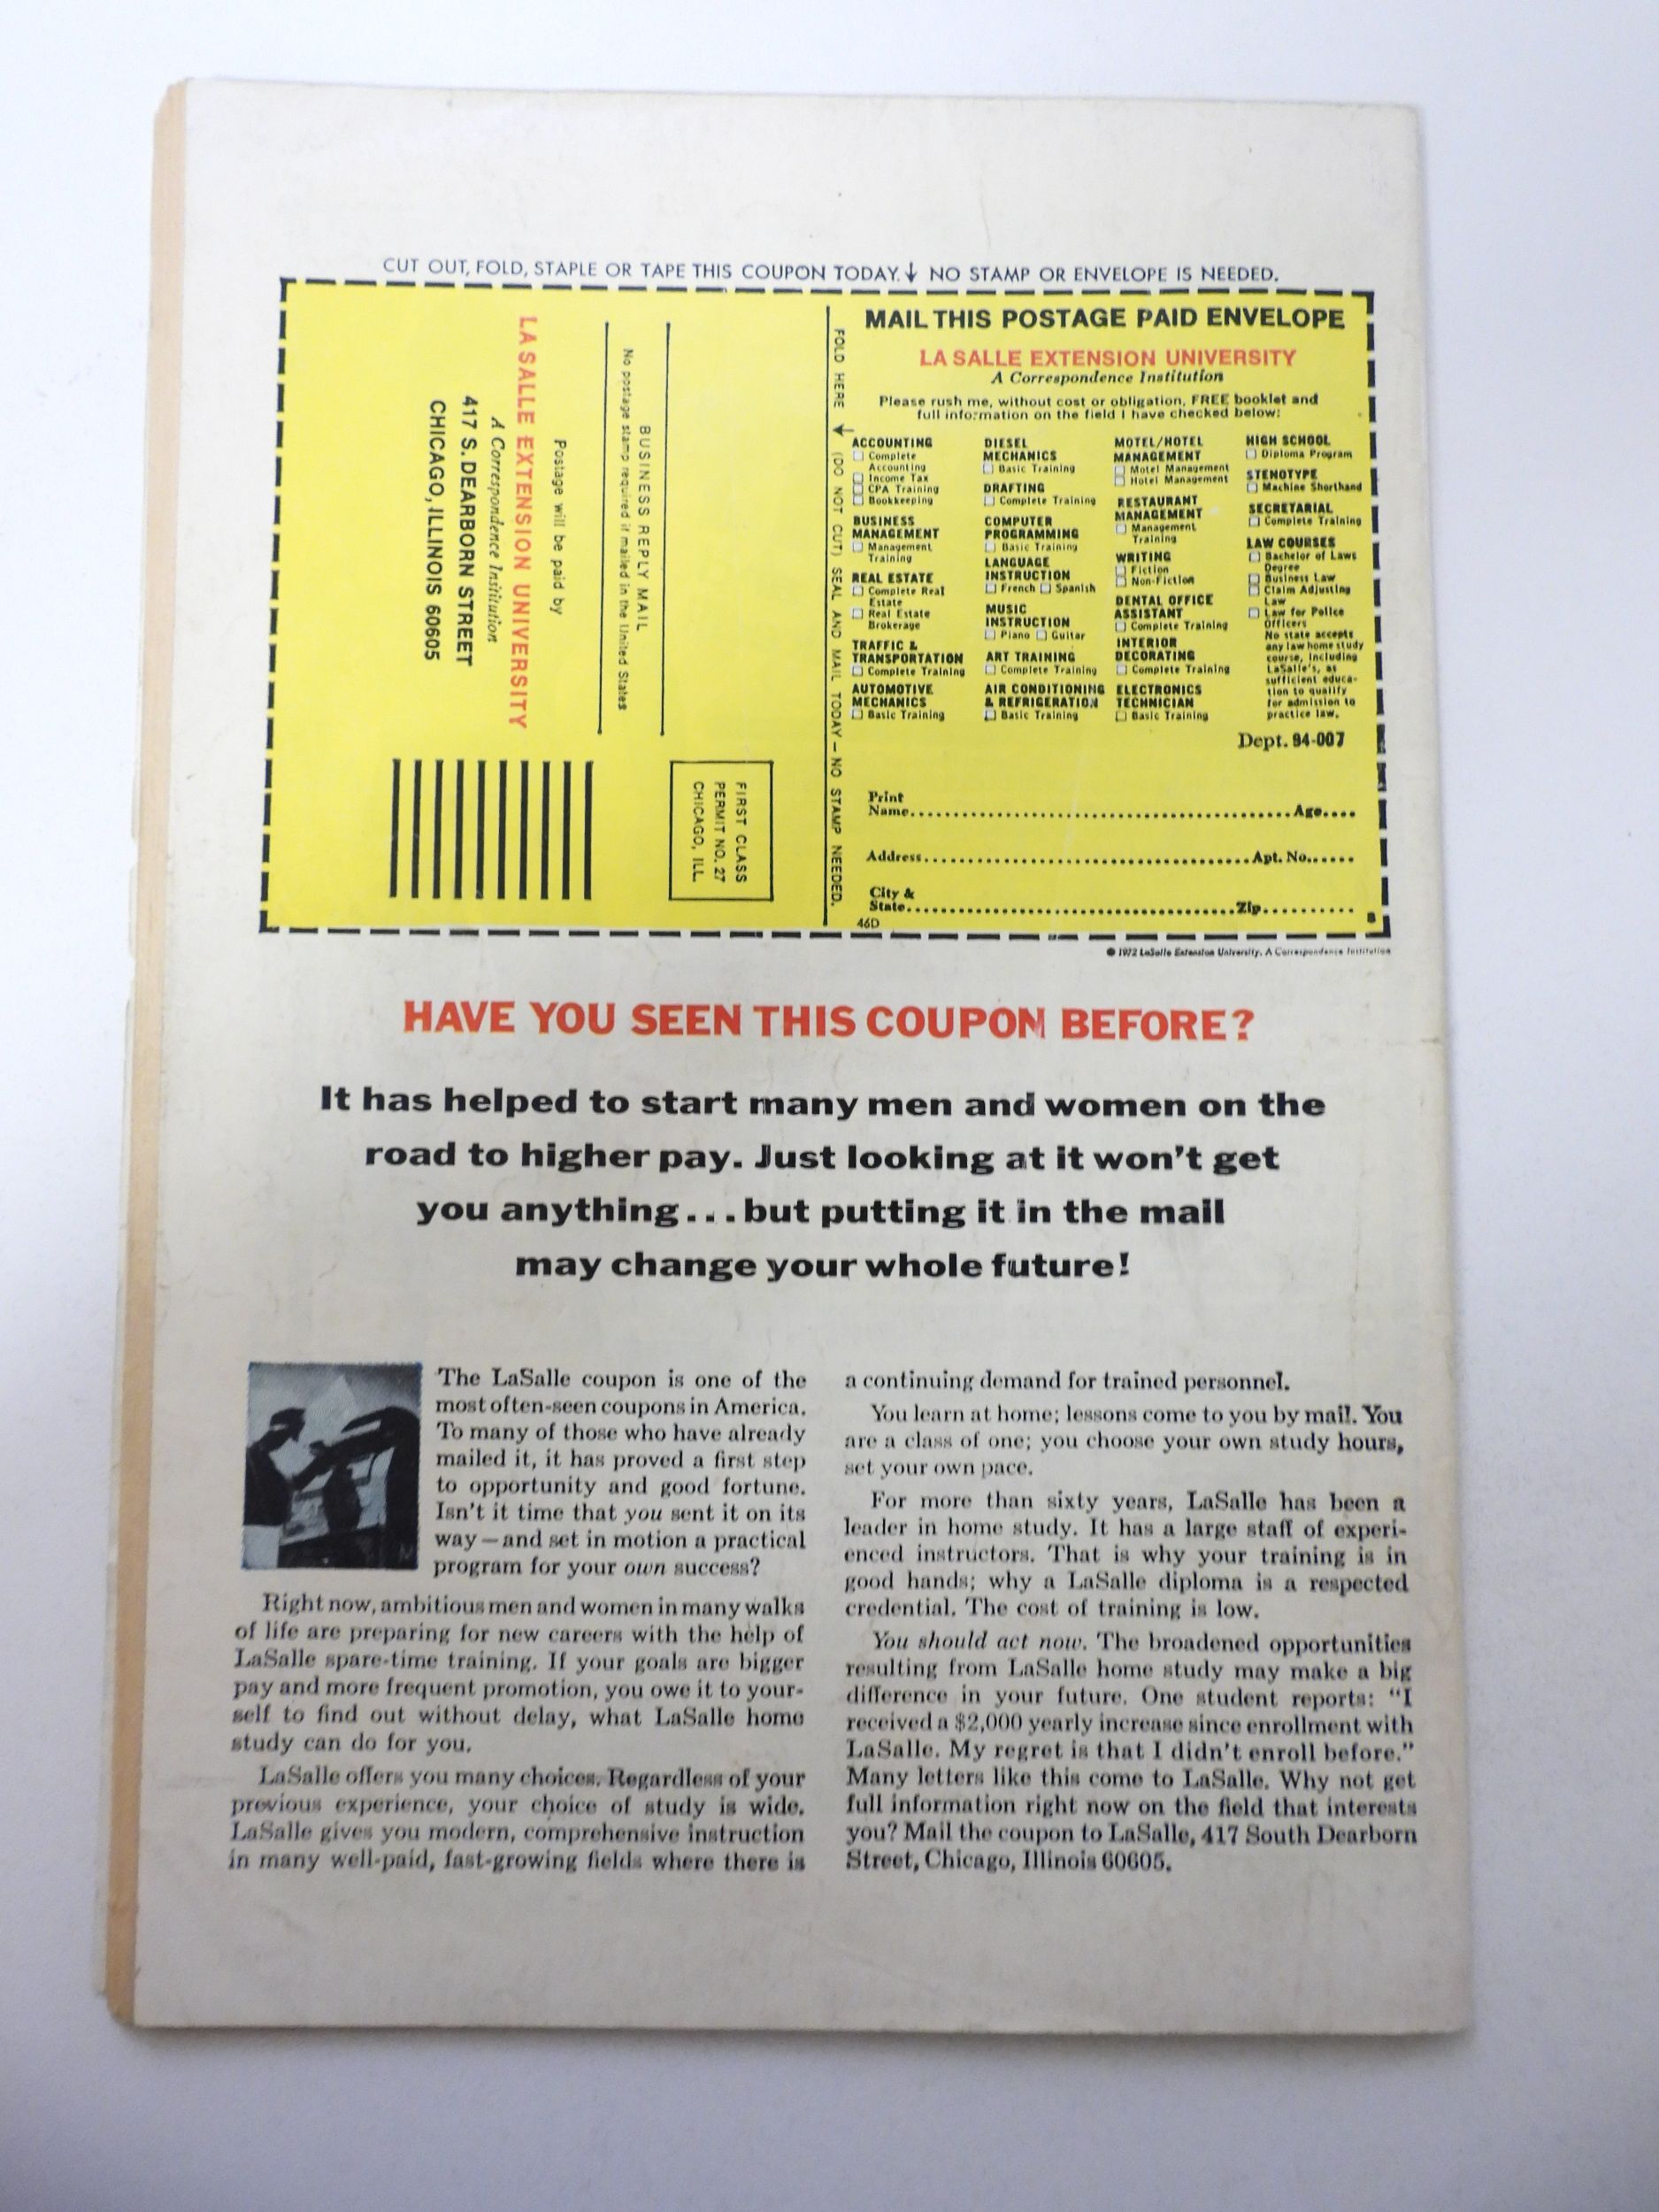 CUT OUT, FOLD, STAPLE OR TAPE THIS COUPON TODAY. ↓ NO STAMP OR ENVELOPE IS NEEDED.
BUSINESS REPLY MAIL
No postage stamp required if mailed in the United States
Postage will be paid by
LA SALLE EXTENSION UNIVERSITY
A Correspondence Institution
417 S. DEARBORN STREET
CHICAGO, ILLINOIS 60605
FIRST CLASS
PERMIT NO. 27
CHICAGO, ILL.
FOLD HERE ← (DO NOT CUT) SEAL AND MAIL TODAY — NO STAMP NEEDED.
MAIL THIS POSTAGE PAID ENVELOPE
LA SALLE EXTENSION UNIVERSITY
A Correspondence Institution
Please rush me, without cost or obligation, FREE booklet and
full information on the field I have checked below:
ACCOUNTING
☐ Complete
Accounting
☐ Income Tax
☐ CPA Training
☐ Bookkeeping
BUSINESS
MANAGEMENT
☐ Management
Training
REAL ESTATE
☐ Complete Real
Estate
☐ Real Estate
Brokerage
TRAFFIC &
TRANSPORTATION
☐ Complete Training
AUTOMOTIVE
MECHANICS
☐ Basic Training
DIESEL
MECHANICS
☐ Basic Training
DRAFTING
☐ Complete Training
COMPUTER
PROGRAMMING
☐ Basic Training
LANGUAGE
INSTRUCTION
☐ French ☐ Spanish
MUSIC
INSTRUCTION
☐ Piano ☐ Guitar
ART TRAINING
☐ Complete Training
AIR CONDITIONING
& REFRIGERATION
☐ Basic Training
MOTEL/HOTEL
MANAGEMENT
☐ Motel Management
☐ Hotel Management
RESTAURANT
MANAGEMENT
☐ Management
Training
WRITING
☐ Fiction
☐ Non-Fiction
DENTAL OFFICE
ASSISTANT
☐ Complete Training
INTERIOR
DECORATING
☐ Complete Training
ELECTRONICS
TECHNICIAN
☐ Basic Training
HIGH SCHOOL
☐ Diploma Program
STENOTYPE
☐ Machine Shorthand
SECRETARIAL
☐ Complete Training
LAW COURSES
☐ Bachelor of Laws
Degree
☐ Business Law
☐ Claim Adjusting
Law
☐ Law for Police
Officers
No state accepts
any law home study
course, including
LaSalle's, as
sufficient educa-
tion to qualify
for admission to
practice law.
Dept. 94-007
Print
Name.......... Age....
Address.......... Apt. No......
City &
State.......... Zip..........
46D
© 1972 LaSalle Extension University. A Correspondence Institution
HAVE YOU SEEN THIS COUPON BEFORE?
It has helped to start many men and women on the
road to higher pay. Just looking at it won't get
you anything...but putting it in the mail
may change your whole future!
The LaSalle coupon is one of the
most often-seen coupons in America.
To many of those who have already
mailed it, it has proved a first step
to opportunity and good fortune.
Isn't it time that you sent it on its
way—and set in motion a practical
program for your own success?
Right now, ambitious men and women in many walks
of life are preparing for new careers with the help of
LaSalle spare-time training. If your goals are bigger
pay and more frequent promotion, you owe it to your-
self to find out without delay, what LaSalle home
study can do for you.
LaSalle offers you many choices. Regardless of your
previous experience, your choice of study is wide.
LaSalle gives you modern, comprehensive instruction
in many well-paid, fast-growing fields where there is
a continuing demand for trained personnel.
You learn at home; lessons come to you by mail. You
are a class of one; you choose your own study hours,
set your own pace.
For more than sixty years, LaSalle has been a
leader in home study. It has a large staff of experi-
enced instructors. That is why your training is in
good hands; why a LaSalle diploma is a respected
credential. The cost of training is low.
You should act now. The broadened opportunities
resulting from LaSalle home study may make a big
difference in your future. One student reports: "I
received a $2,000 yearly increase since enrollment with
LaSalle. My regret is that I didn't enroll before."
Many letters like this come to LaSalle. Why not get
full information right now on the field that interests
you? Mail the coupon to LaSalle, 417 South Dearborn
Street, Chicago, Illinois 60605.